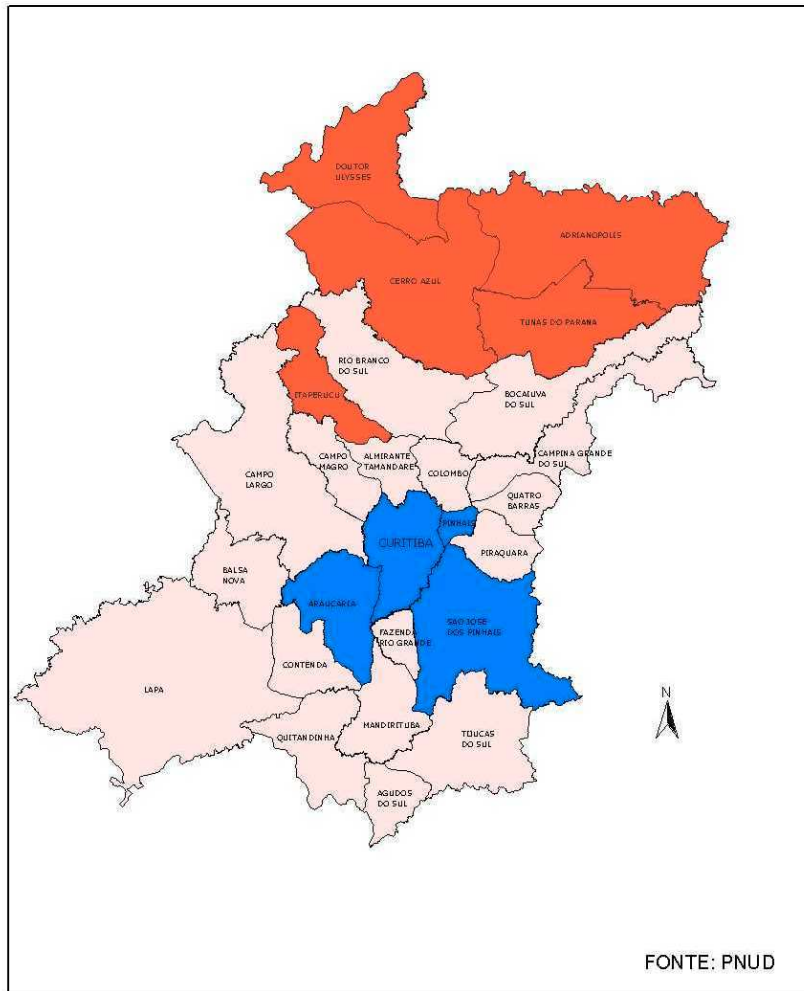 DOUTOR
ULYSSES
ADRIANOPOLIS
CERRO AZUL
TUNAS DO PARANA
RIO BRANCO
DO SUL
ITAPERUCU
BOCAIUVA
DO SUL
CAMPO
MAGRO
ALMIRANTE
TAMANDARE
COLOMBO
CAMPINA GRANDE
DO SUL
CAMPO
LARGO
QUATRO
BARRAS
PINHAIS
CURITIBA
PIRAQUARA
BALSA
NOVA
ARAUCARIA
SAO JOSE
DOS PINHAIS
FAZENDA
RIO GRANDE
CONTENDA
LAPA
N
MANDIRITUBA
QUITANDINHA
TIJUCAS
DO SUL
AGUDOS
DO SUL
FONTE: PNUD